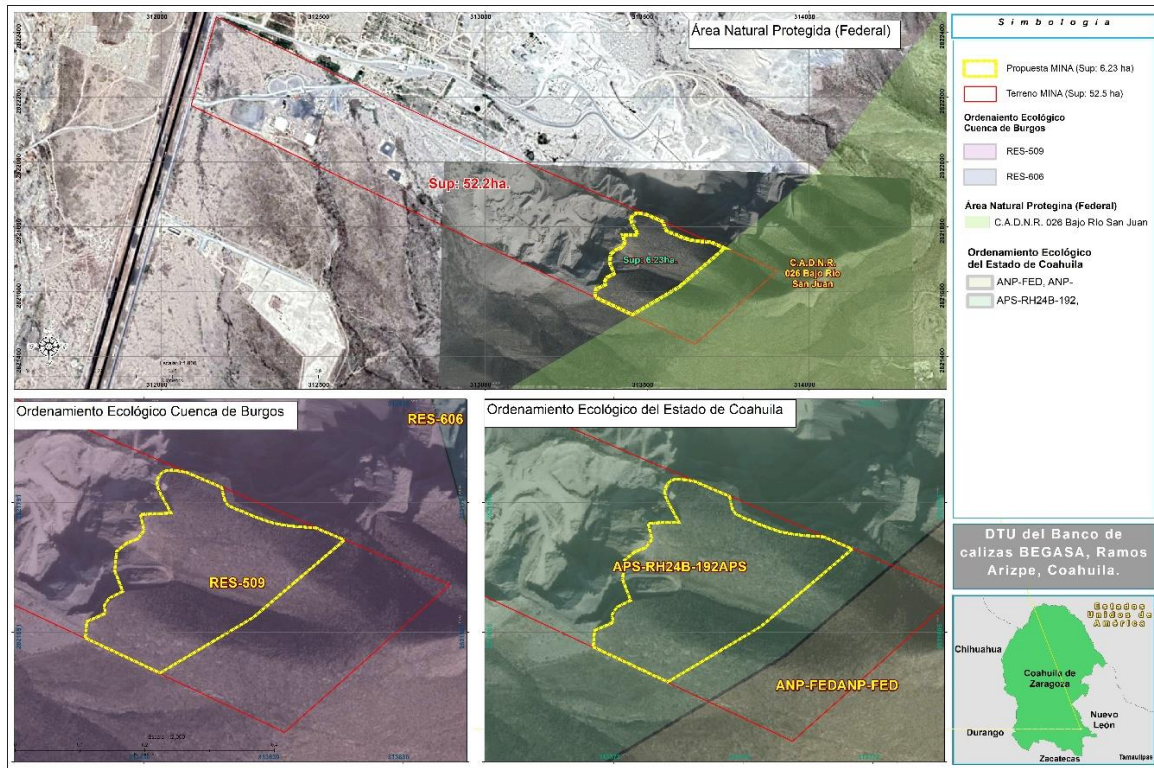 312000
312500
313000
313500
314000
Área Natural Protegida (Federal)
Sup: 52.2ha.
Sup: 6.23ha.
C.A.D.N.R.
026 Bajo Río
San Juan
312000
312500
313000
313500
314000
Ordenamiento Ecológico Cuenca de Burgos
RES-606
RES-509
Ordenamiento Ecológico del Estado de Coahuila
APS-RH24B-192APS
ANP-FEDANP-FED
Simbología
Propuesta MINA (Sup: 6.23 ha)
Terreno MINA (Sup: 52.5 ha)
Ordenaiento Ecológico
Cuenca de Burgos
RES-509
RES-606
Área Natural Protegina (Federal)
C.A.D.N.R. 026 Bajo Río San Juan
Ordenamiento Ecológico
del Estado de Coahuila
ANP-FED, ANP-
APS-RH24B-192,
DTU del Banco de
calizas BEGASA, Ramos
Arizpe, Coahuila.
Estados
Unidos de
América
Chihuahua
Coahuila de
Zaragoza
Nuevo
León
Durango
Zacatecas
Tamaulipas